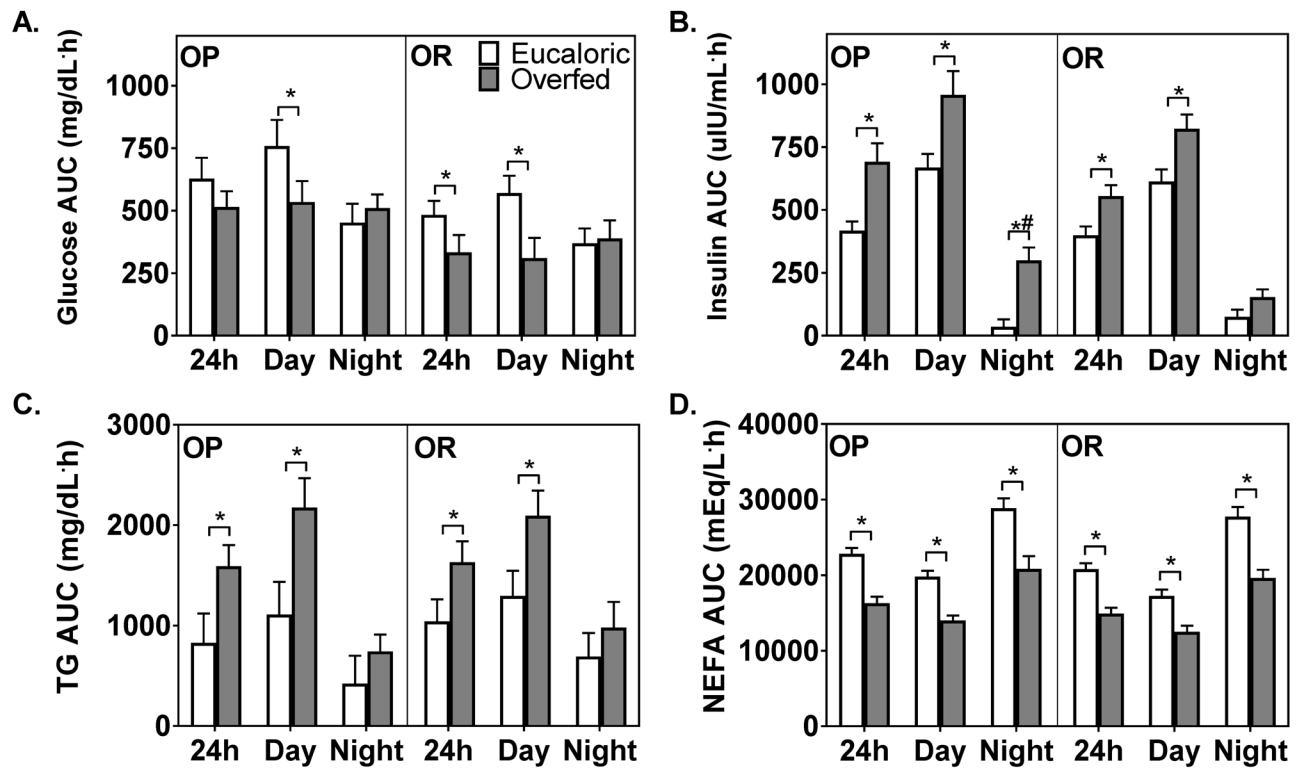 A.
Glucose AUC (mg/dL·h)
1000
750
500
250
0
OP
*
24h Day Night
OR
Eucaloric
Overfed
*
*
24h Day Night
B.
Insulin AUC (uIU/mL·h)
1000
750
500
250
0
OP
*
*
*#
24h Day Night
OR
*
*
24h Day Night
C.
TG AUC (mg/dL·h)
3000
2000
1000
0
OP
*
*
24h Day Night
OR
*
*
24h Day Night
D.
NEFA AUC (mEq/L·h)
40000
30000
20000
10000
0
OP
*
*
*
24h Day Night
OR
*
*
*
24h Day Night